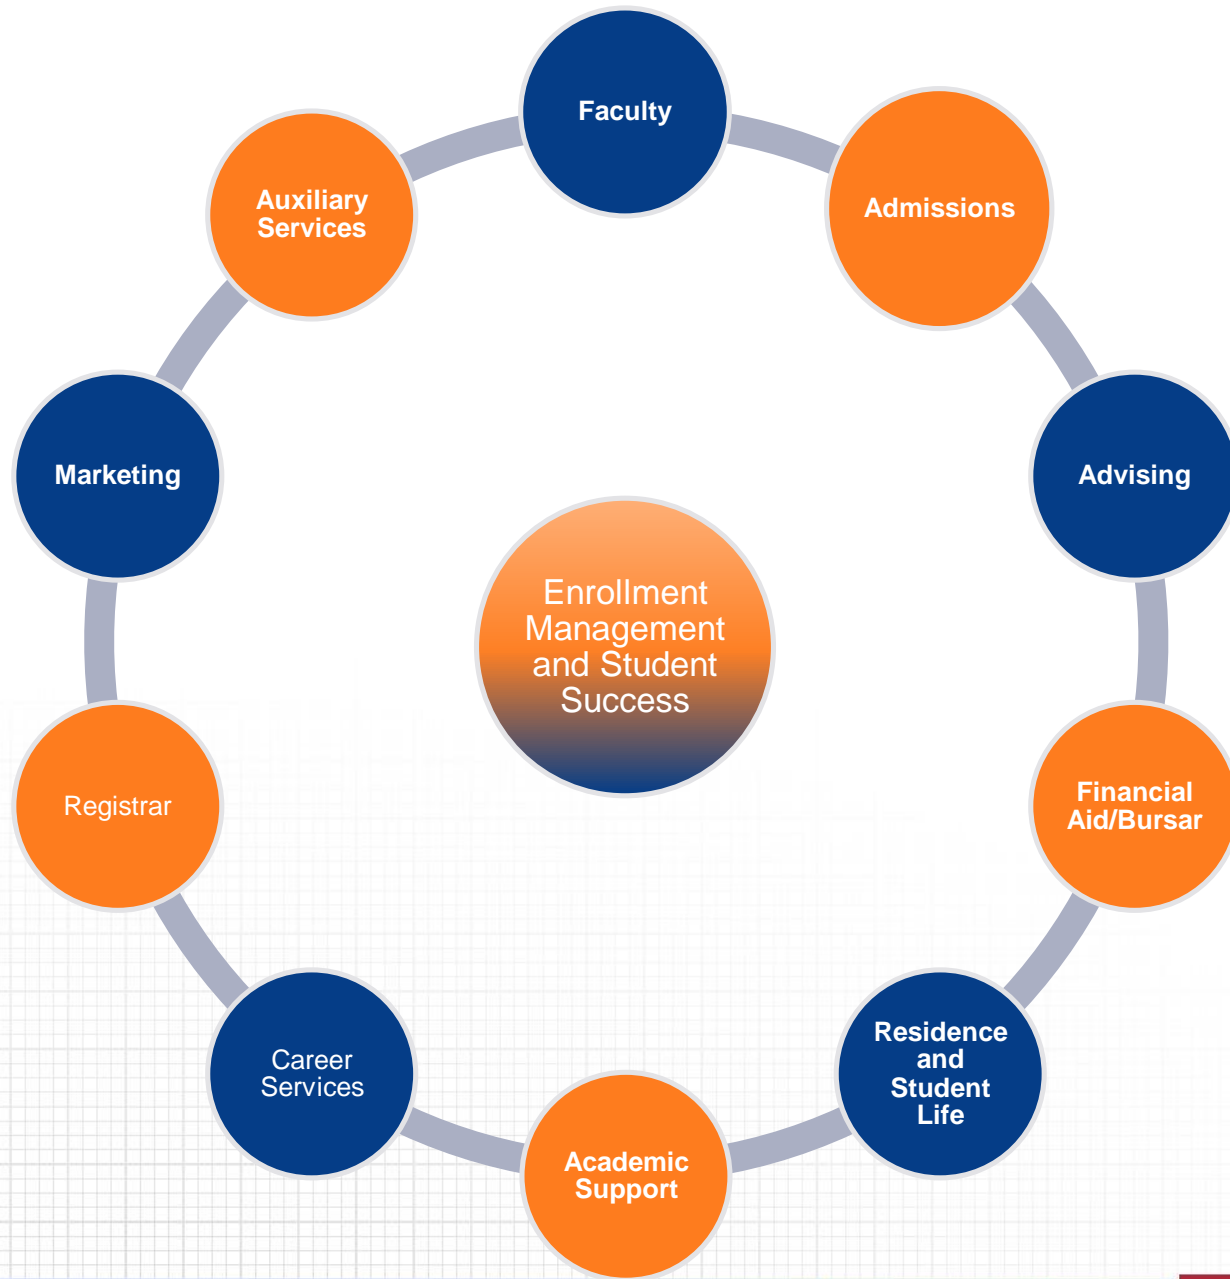 Faculty
Auxiliary
Services
Admissions
Marketing
Advising
Enrollment
Management
and Student
Success
Registrar
Financial
Aid/Bursar
Career
Services
Residence
and
Student
Life
Academic
Support